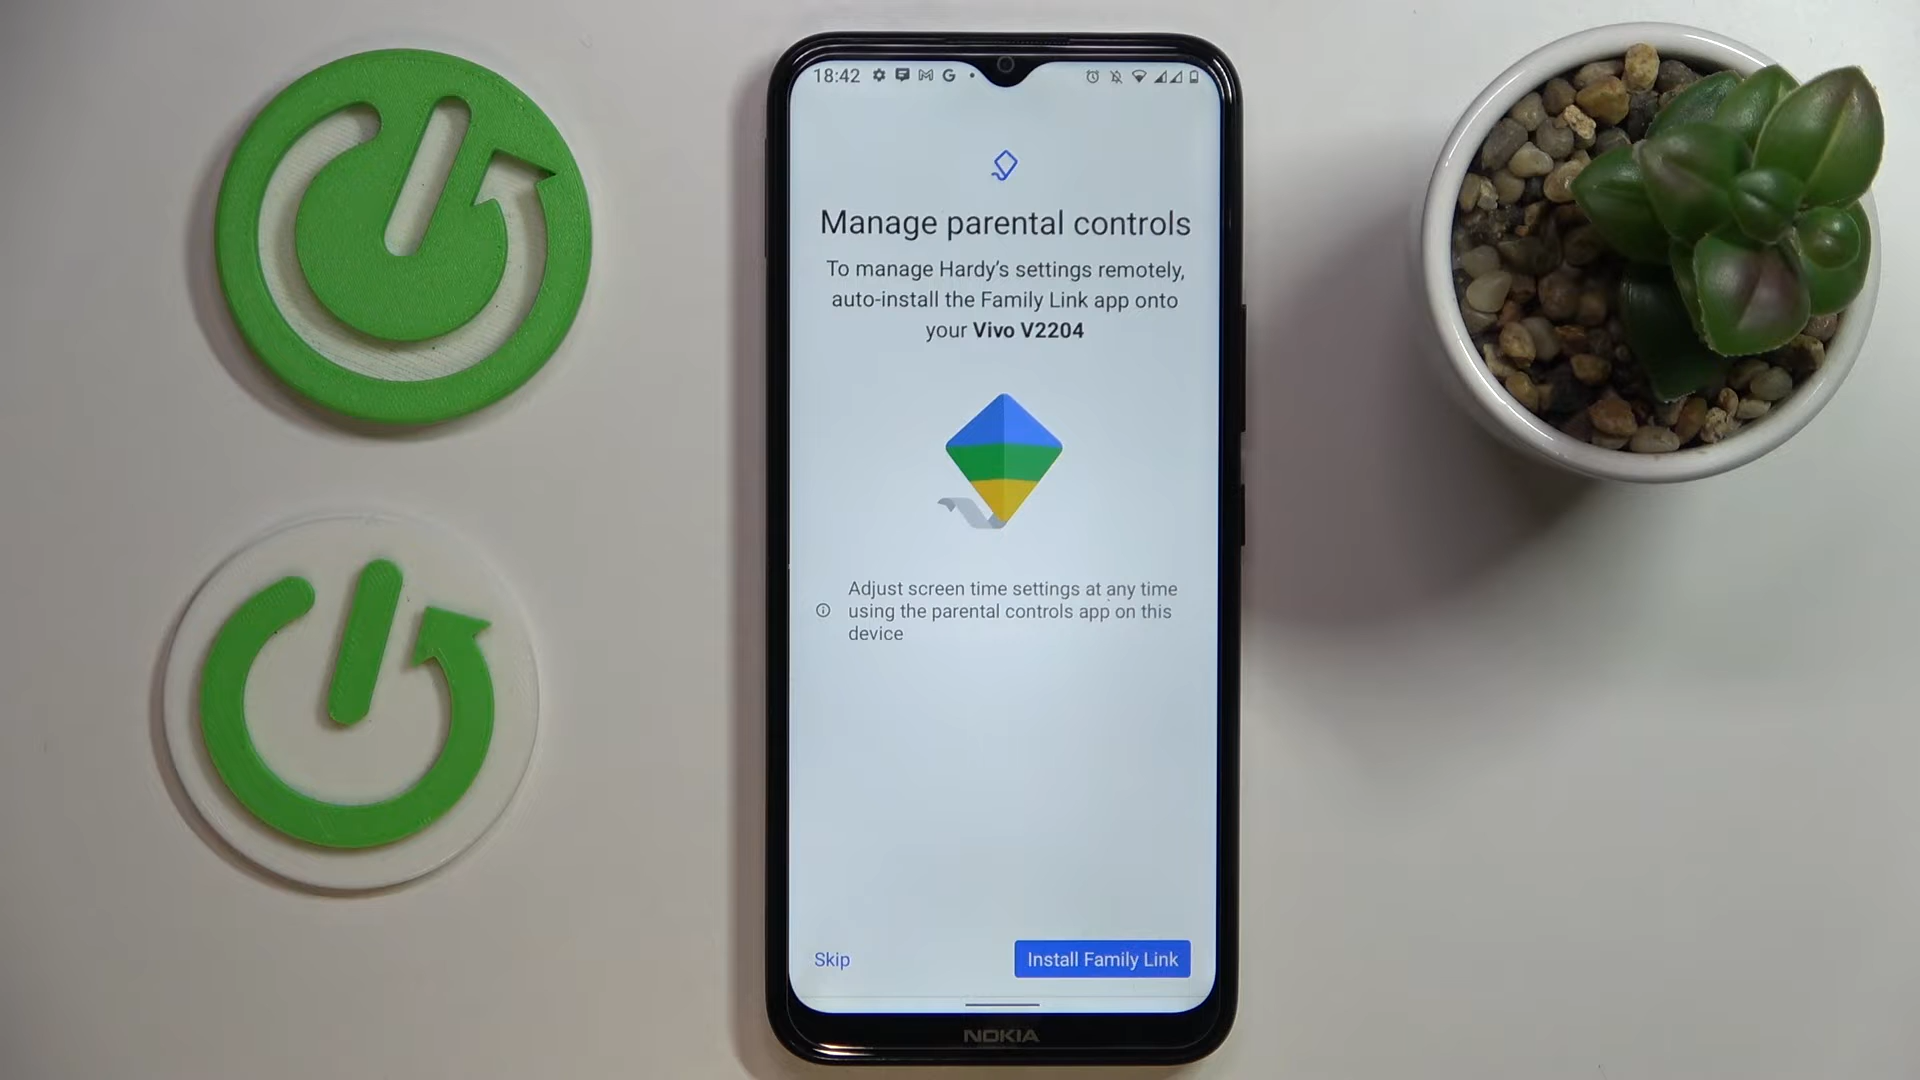 18:42
Manage parental controls
To manage Hardy's settings remotely,
auto-install the Family Link app onto
your Vivo V2204
Adjust screen time settings at any time
using the parental controls app on this
device
Skip
Install Family Link
NOKIA